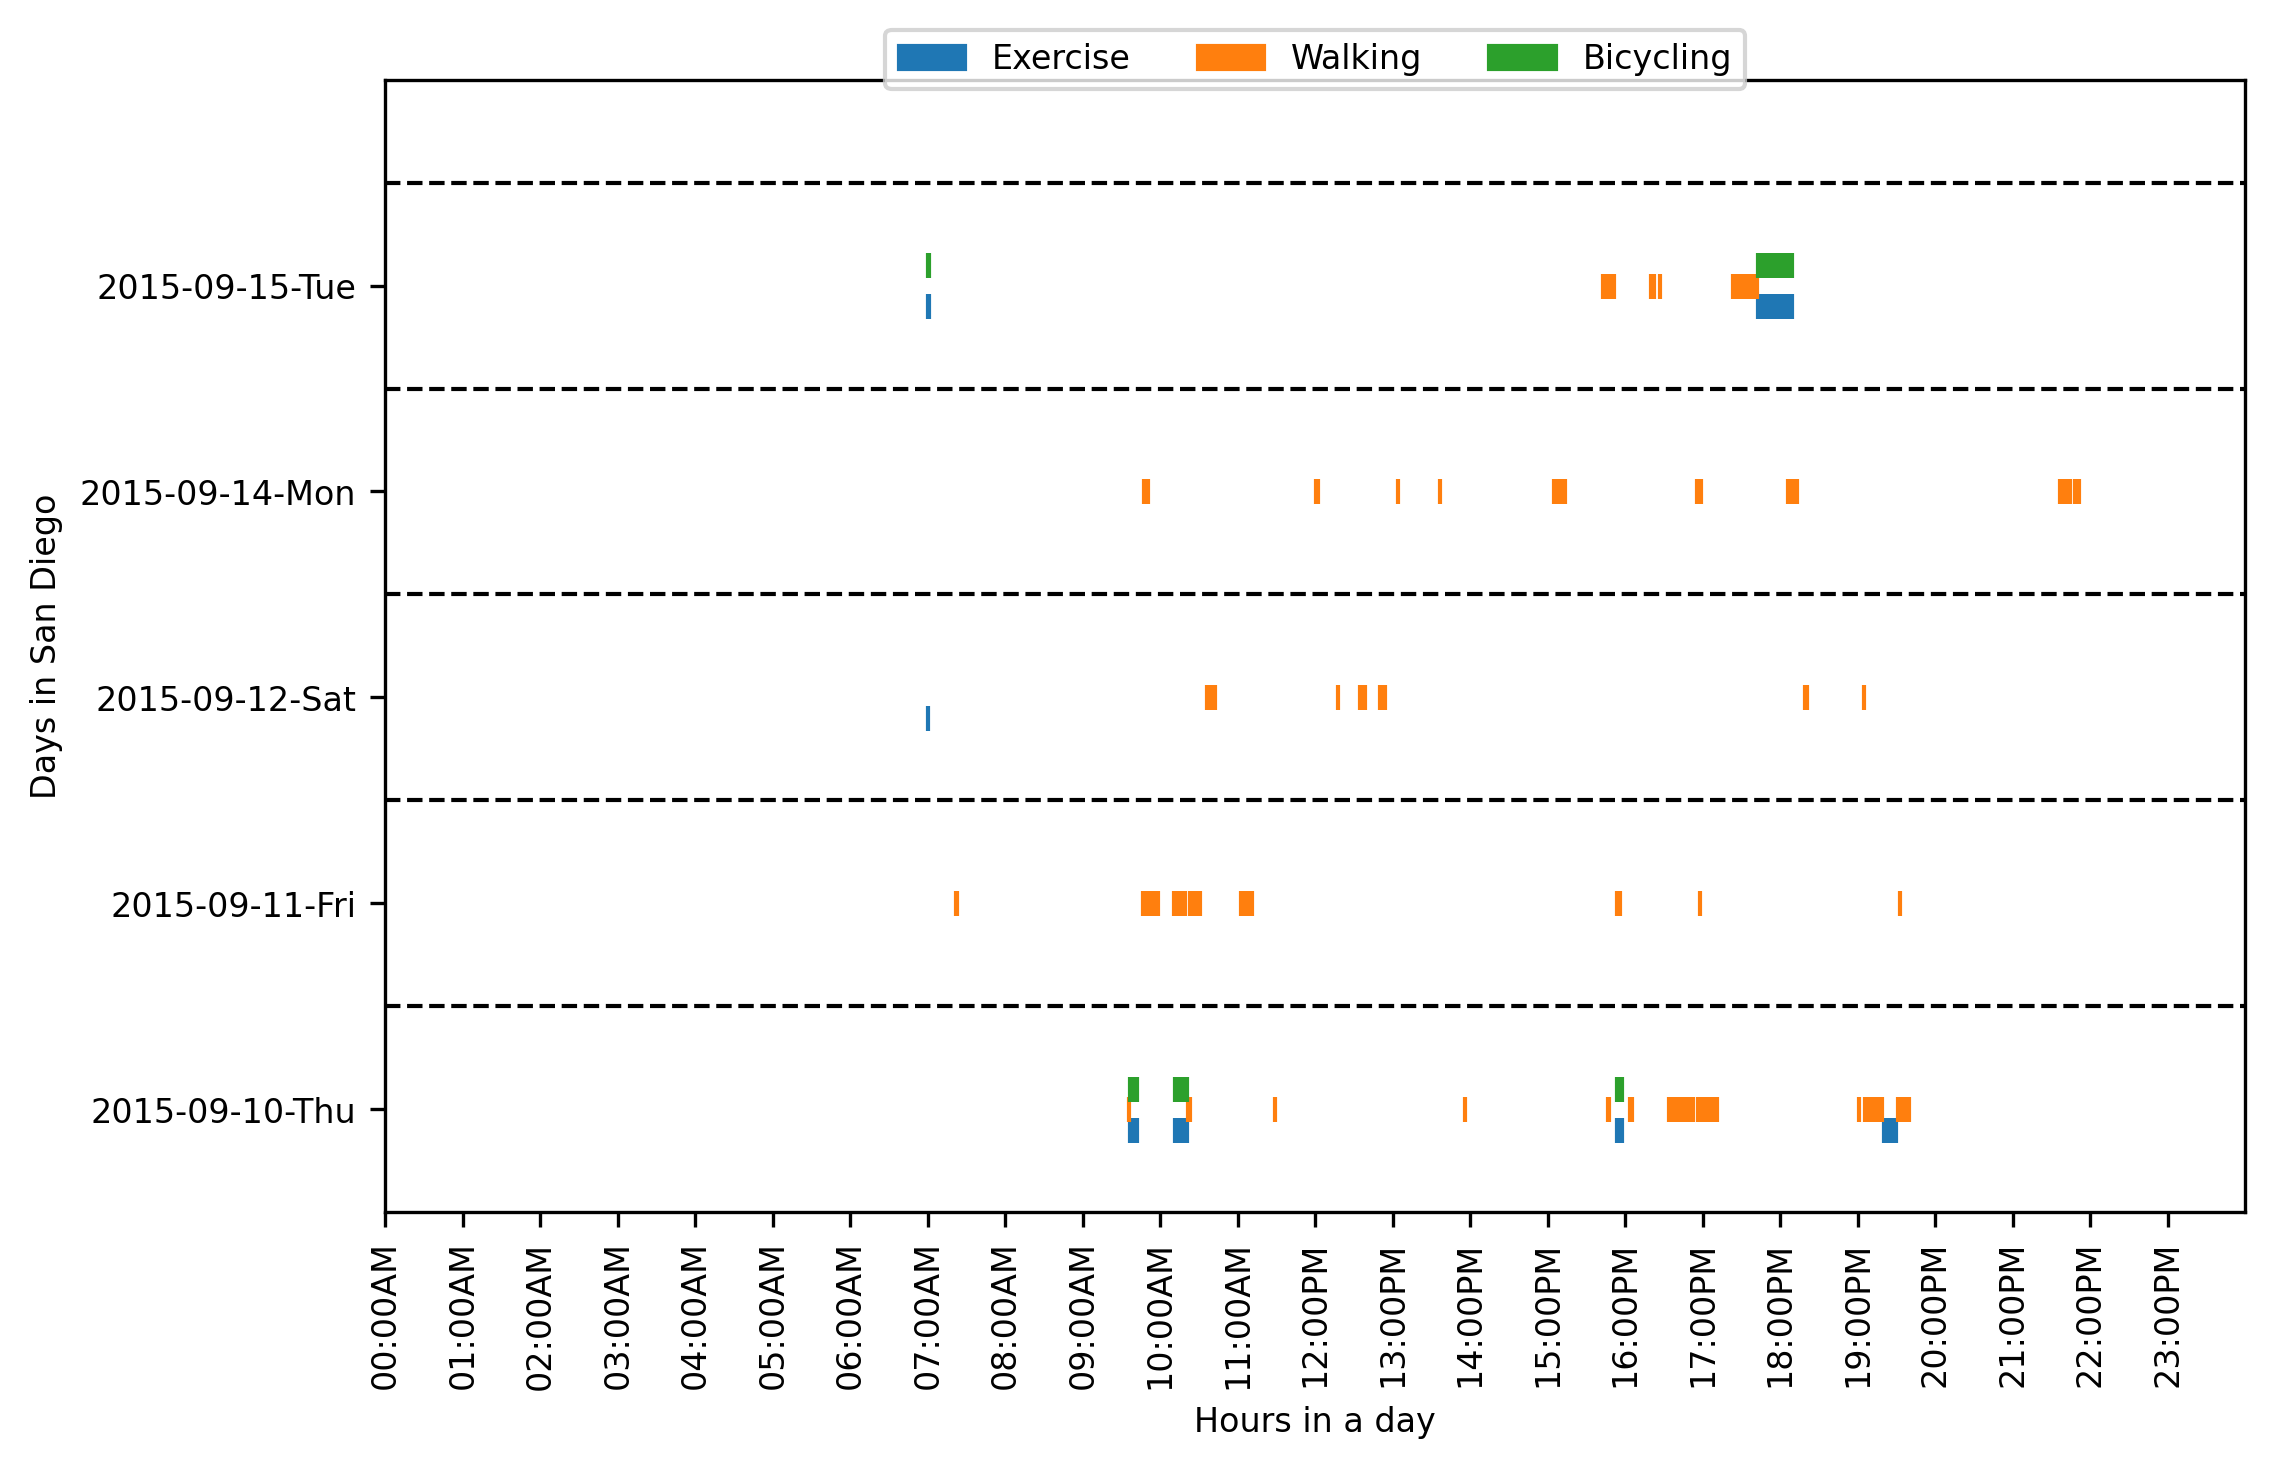 Exercise Walking Bicycling
2015-09-15-Tue
2015-09-14-Mon
2015-09-12-Sat
2015-09-11-Fri
2015-09-10-Thu
Days in San Diego
00:00AM 01:00AM 02:00AM 03:00AM 04:00AM 05:00AM 06:00AM 07:00AM 08:00AM 09:00AM 10:00AM 11:00AM 12:00PM 13:00PM 14:00PM 15:00PM 16:00PM 17:00PM 18:00PM 19:00PM 20:00PM 21:00PM 22:00PM 23:00PM
Hours in a day